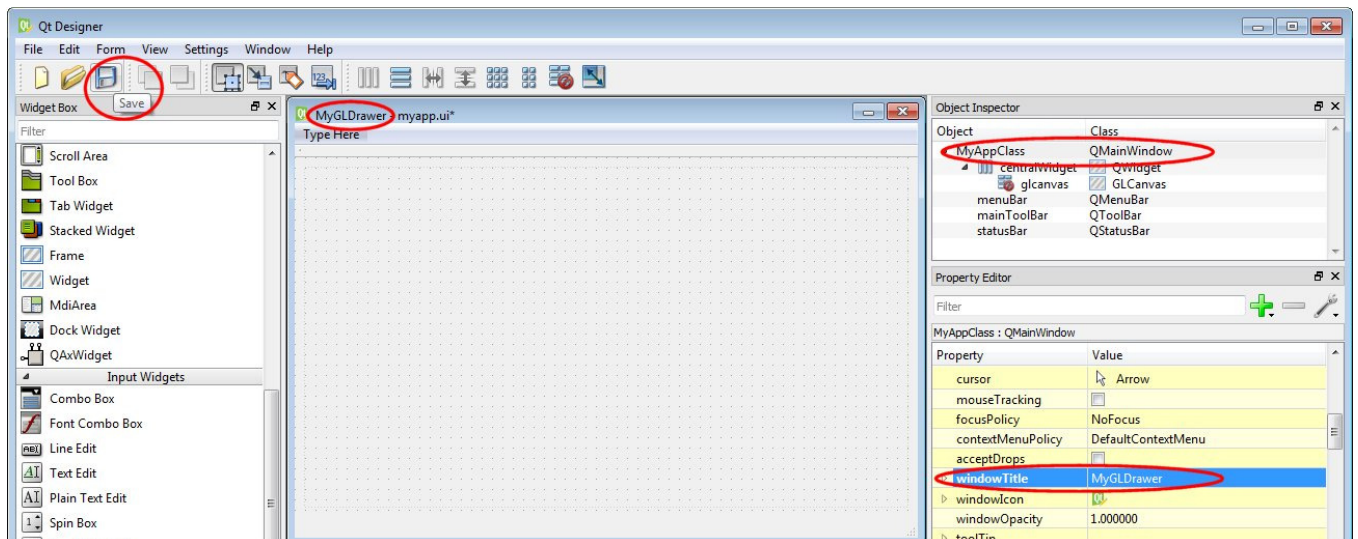 Qt Designer
File Edit Form View Settings Window Help
Save
Widget Box
Filter
Scroll Area
Tool Box
Tab Widget
Stacked Widget
Frame
Widget
MdiArea
Dock Widget
QAxWidget
Input Widgets
Combo Box
Font Combo Box
Line Edit
Text Edit
Plain Text Edit
Spin Box
MyGLDrawer - myapp.ui*
Type Here
Object Inspector
Object Class
MyAppClass QMainWindow
centralWidget QWidget
glcanvas GLCanvas
menuBar QMenuBar
mainToolBar QToolBar
statusBar QStatusBar
Property Editor
Filter
MyAppClass : QMainWindow
Property Value
cursor Arrow
mouseTracking
focusPolicy NoFocus
contextMenuPolicy DefaultContextMenu
acceptDrops
windowTitle MyGLDrawer
windowIcon
windowOpacity 1.000000
toolTip